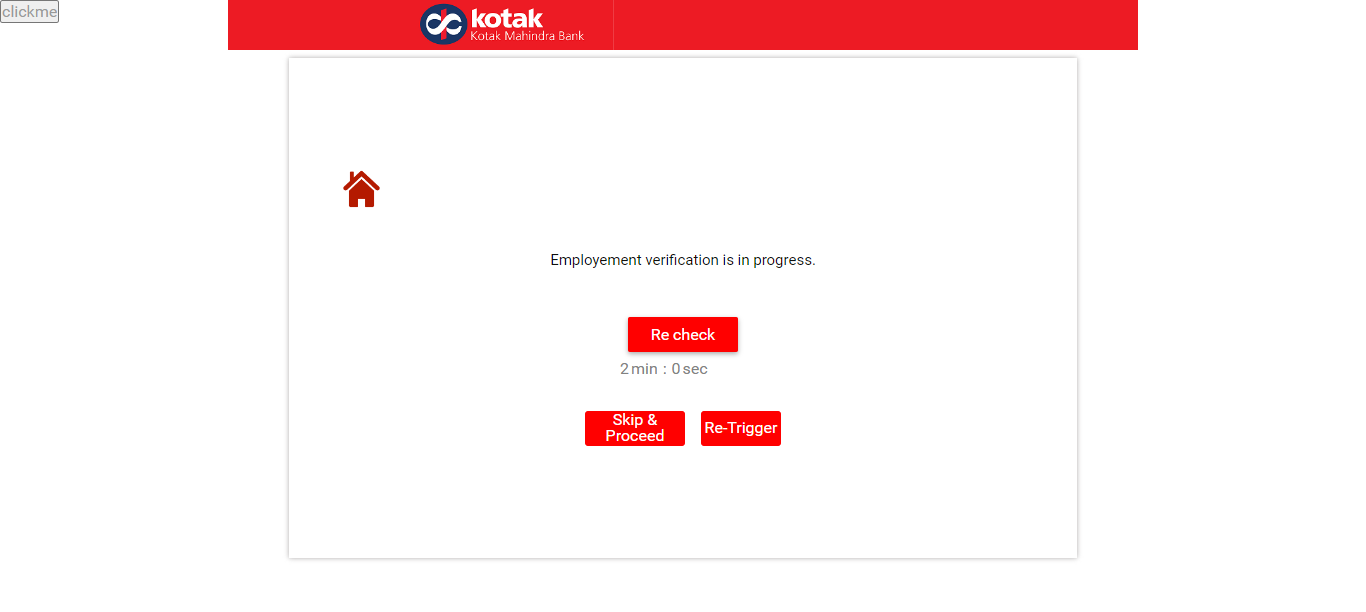 clickme
kotak
Kotak Mahindra Bank
Employement verification is in progress.
Re check
2 min : 0 sec
Skip &
Proceed
Re-Trigger